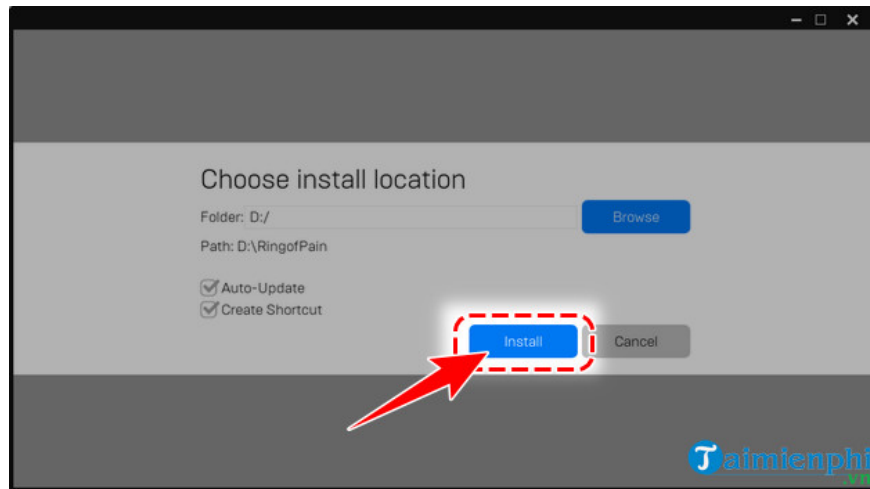 Choose install location
Folder: D:/
Browse
Path: D:\RingofPain
Auto-Update
Create Shortcut
Install
Cancel
Taimienphi
.vn